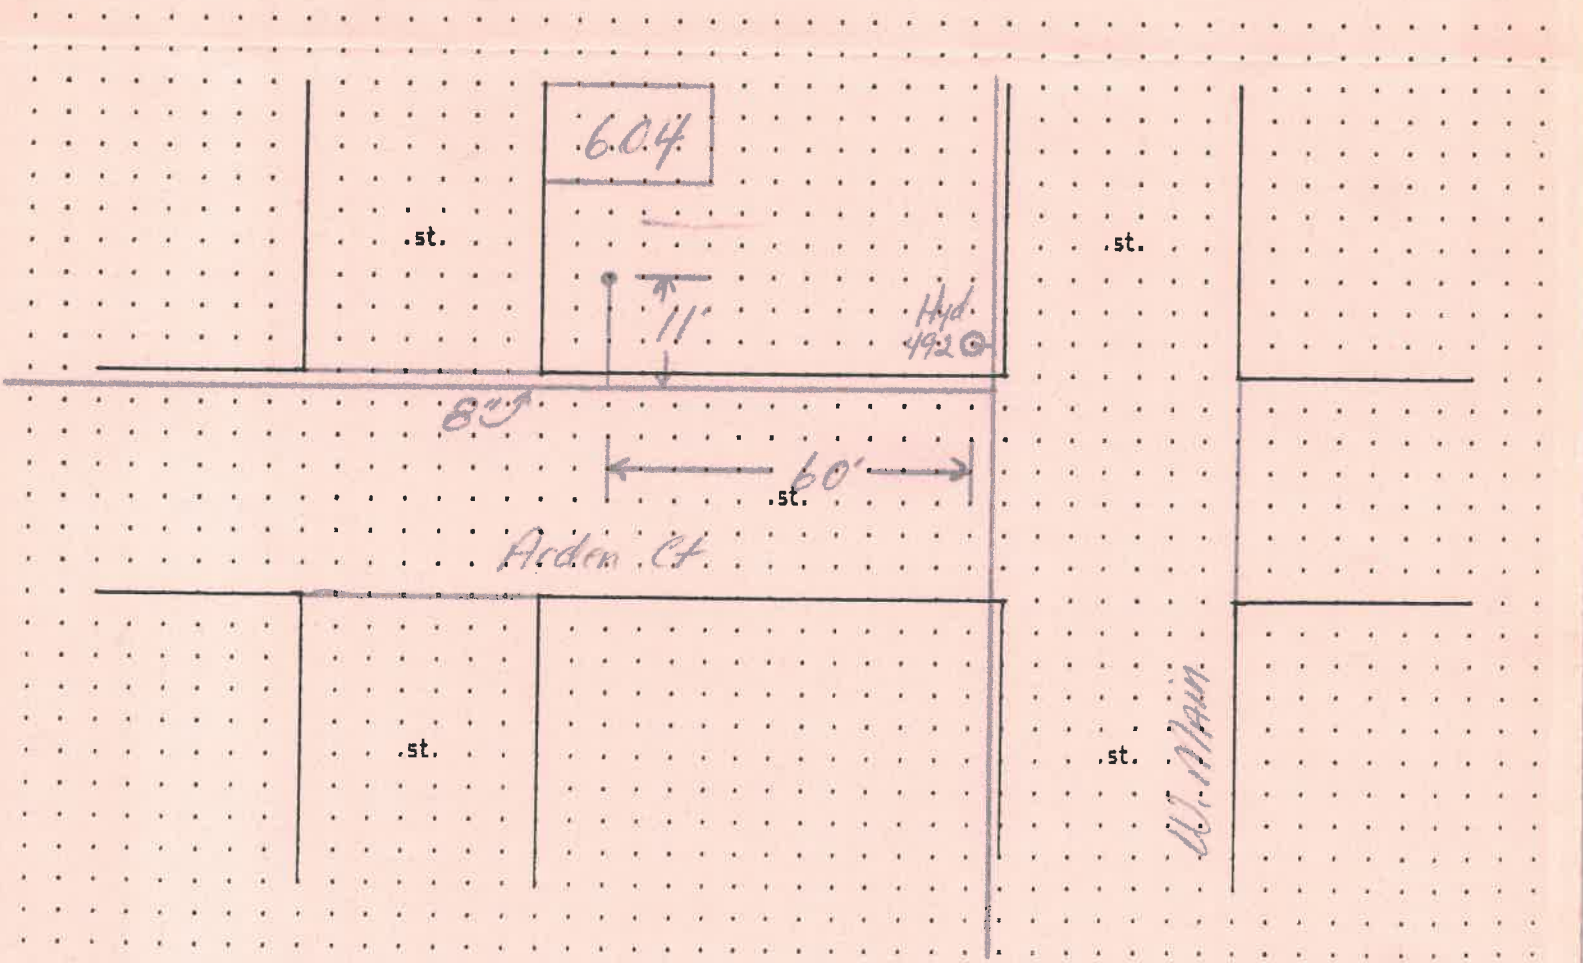 604
.st.
.st.
11'
Hyd.
492
8"
60'
.st.
Arden Ct
.st.
.st.
W. Main